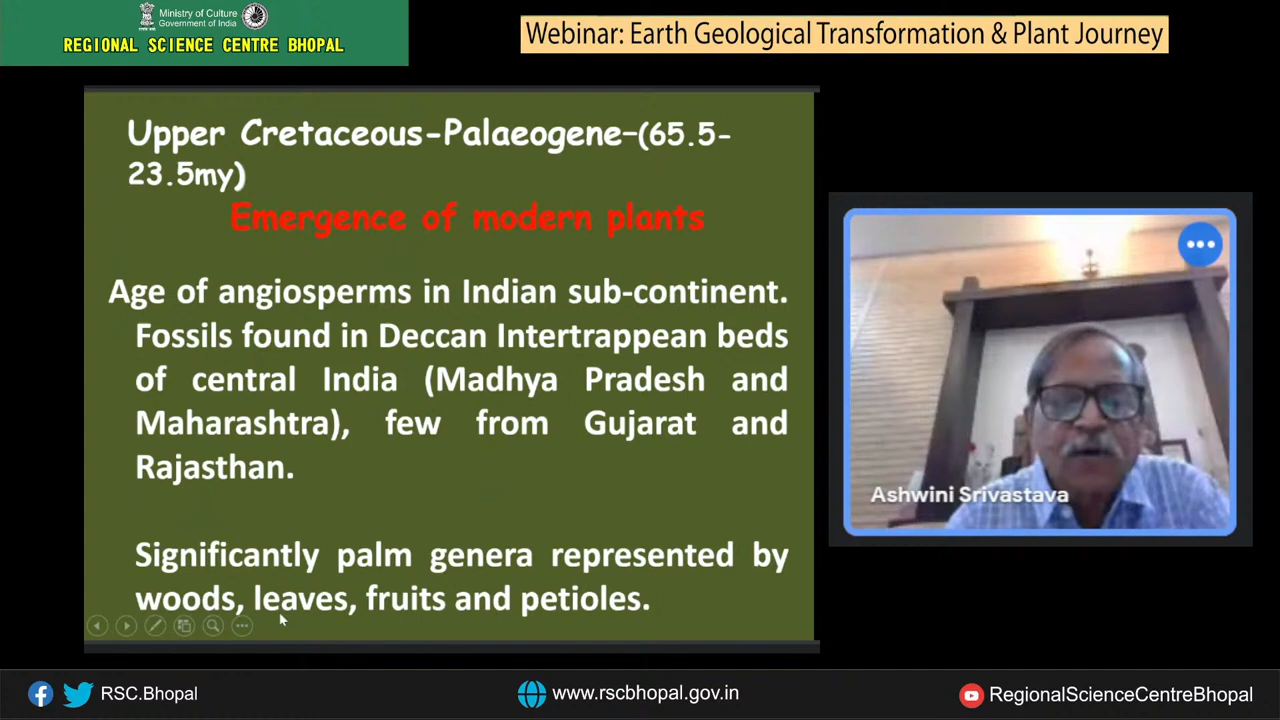 Ministry of Culture
Government of India
REGIONAL SCIENCE CENTRE BHOPAL
Webinar: Earth Geological Transformation & Plant Journey
Upper Cretaceous-Palaeogene-(65.5-
23.5my)
Emergence of modern plants
Age of angiosperms in Indian sub-continent.
Fossils found in Deccan Intertrappean beds
of central India (Madhya Pradesh and
Maharashtra), few from Gujarat and
Rajasthan.
Significantly palm genera represented by
woods, leaves, fruits and petioles.
Ashwini Srivastava
RSC.Bhopal
www.rscbhopal.gov.in
RegionalScienceCentreBhopal